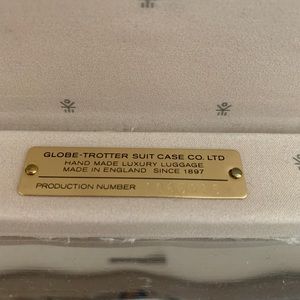 GLOBE-TROTTER SUIT CASE CO. LTD
HAND MADE LUXURY LUGGAGE
MADE IN ENGLAND SINCE 1897
PRODUCTION NUMBER